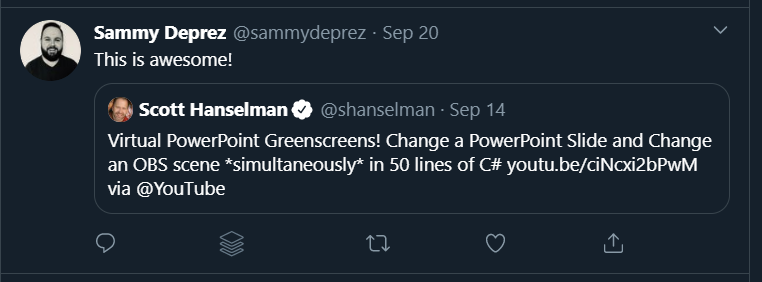 Sammy Deprez @sammydeprez · Sep 20
This is awesome!
Scott Hanselman @shanselman · Sep 14
Virtual PowerPoint Greenscreens! Change a PowerPoint Slide and Change
an OBS scene *simultaneously* in 50 lines of C# youtu.be/ciNcxi2bPwM
via @YouTube